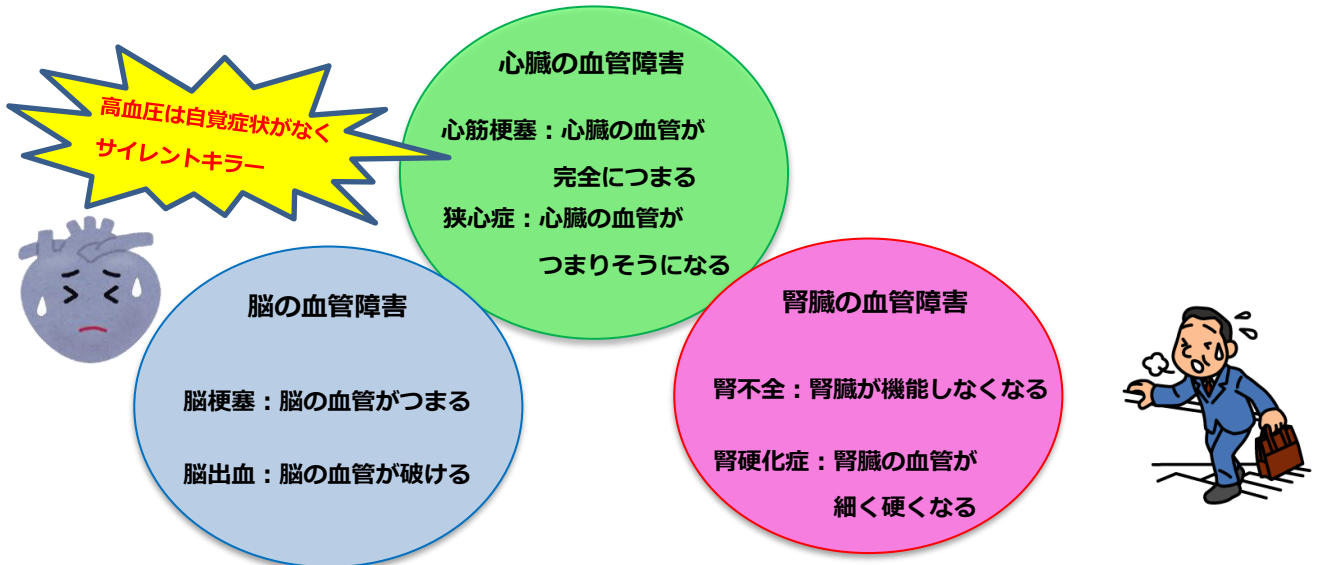 高血圧は自覚症状がなく
サイレントキラー
心臓の血管障害
心筋梗塞：心臓の血管が
完全につまる
狭心症：心臓の血管が
つまりそうになる
脳の血管障害
脳梗塞：脳の血管がつまる
脳出血：脳の血管が破ける
腎臓の血管障害
腎不全：腎臓が機能しなくなる
腎硬化症：腎臓の血管が
細く硬くなる